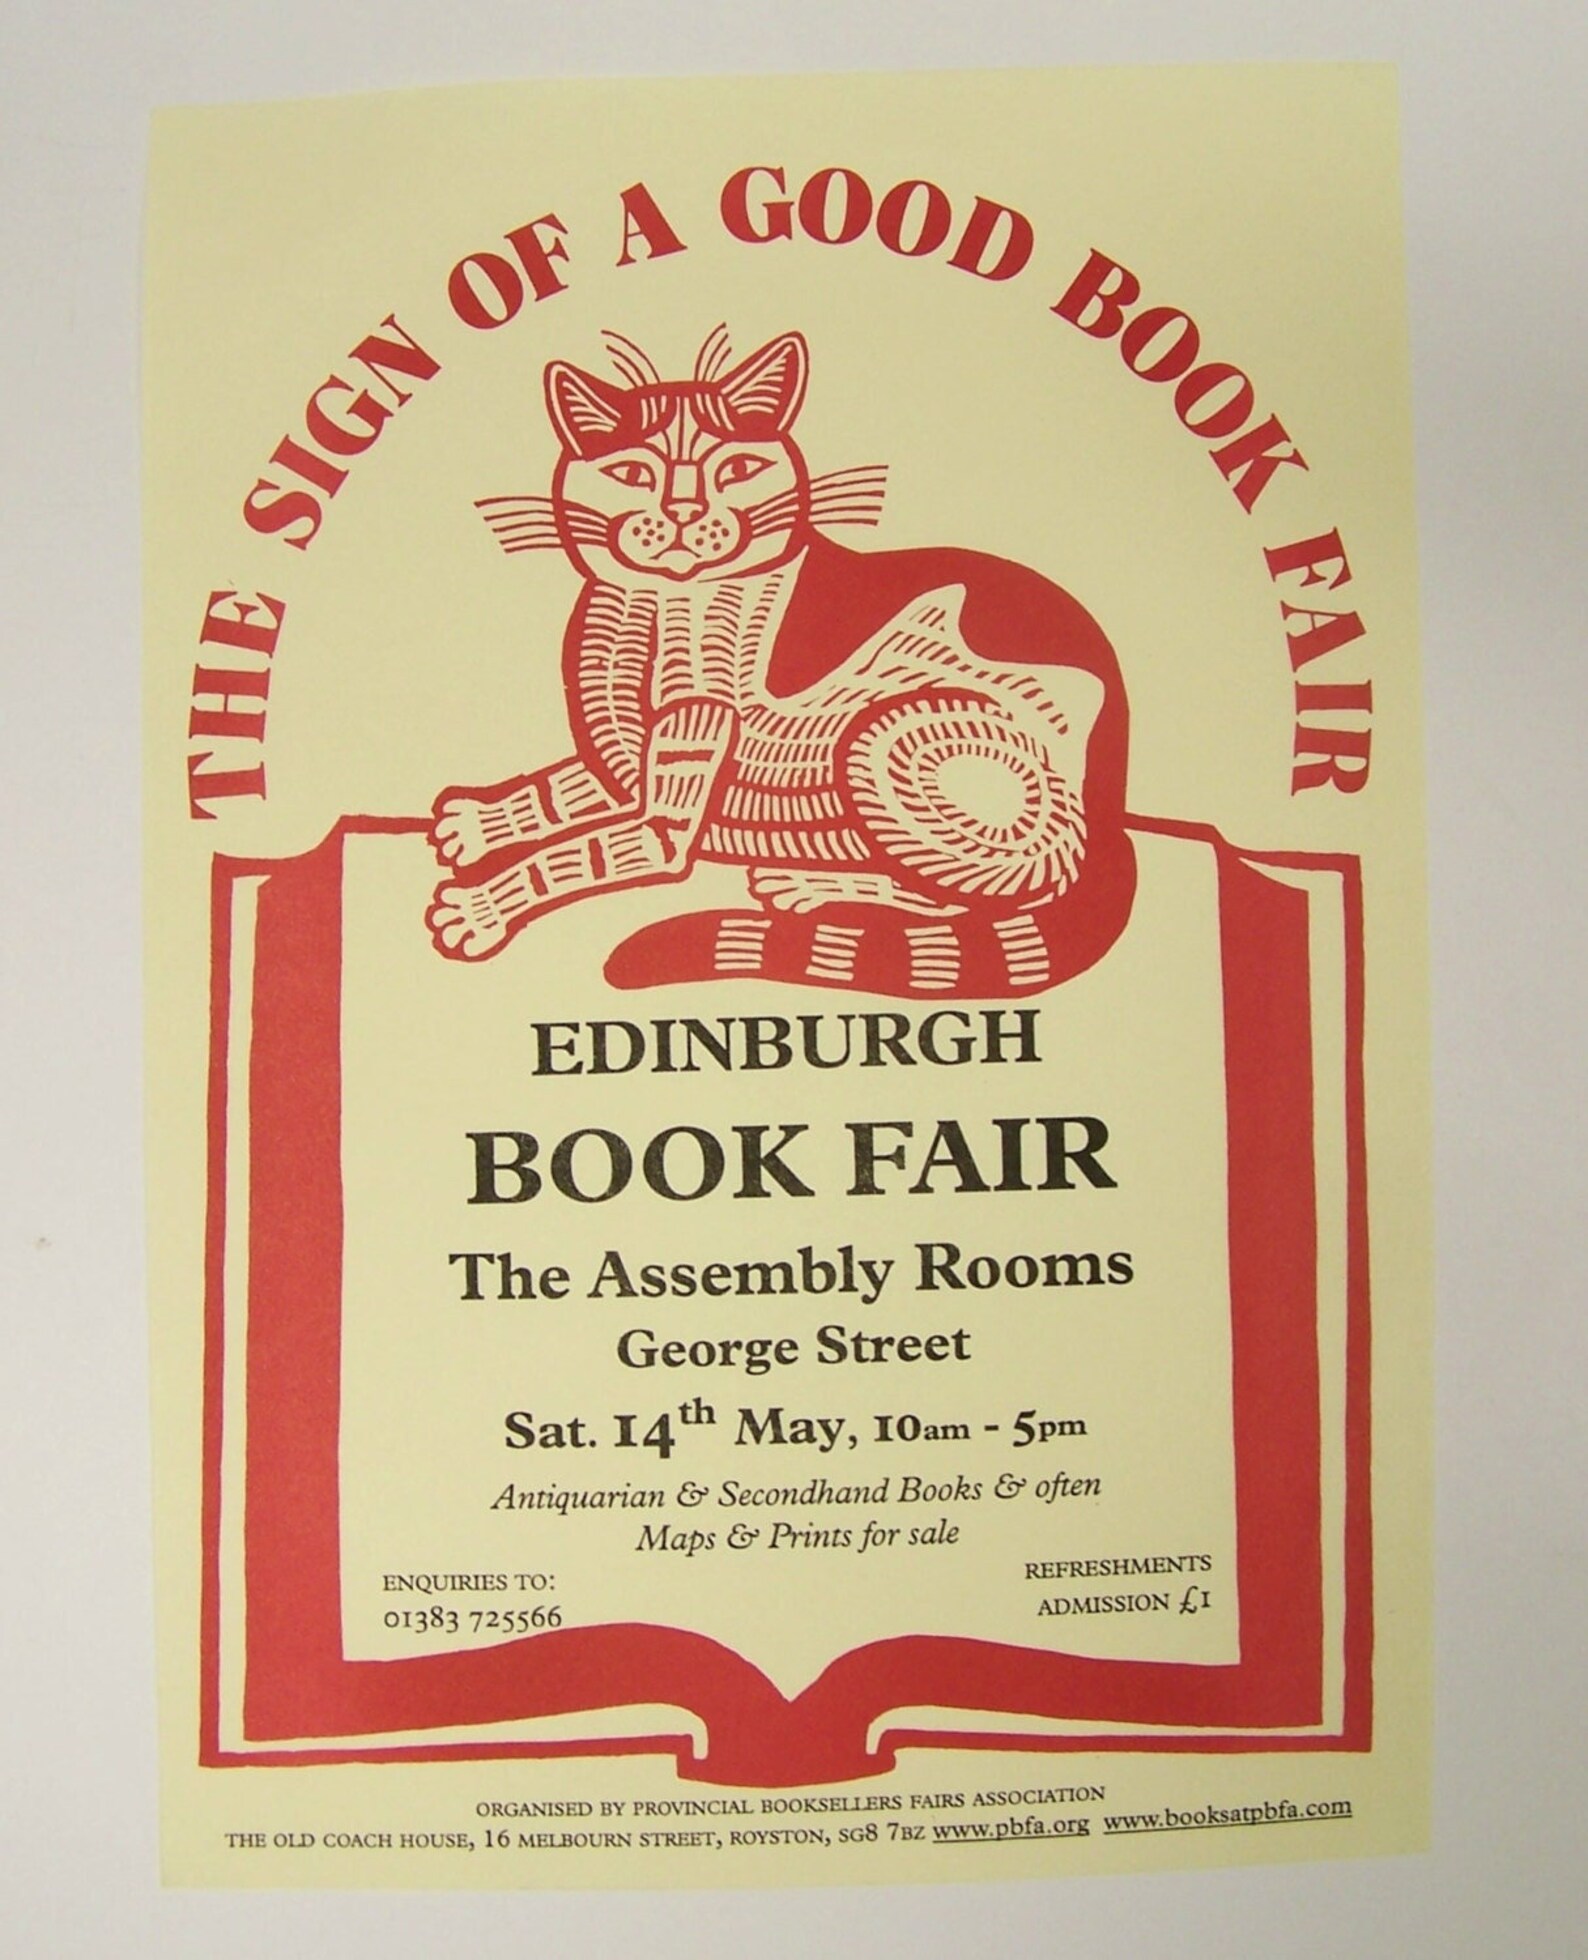 THE SIGN OF A GOOD BOOK FAIR
EDINBURGH
BOOK FAIR
The Assembly Rooms
George Street
Sat. 14th May, 10am - 5pm
Antiquarian & Secondhand Books & often
Maps & Prints for sale
ENQUIRIES TO:
01383 725566
REFRESHMENTS
ADMISSION £1
ORGANISED BY PROVINCIAL BOOKSELLERS FAIRS ASSOCIATION
THE OLD COACH HOUSE, 16 MELBOURN STREET, ROYSTON, SG8 7BZ www.pbfa.org www.booksatpbfa.com